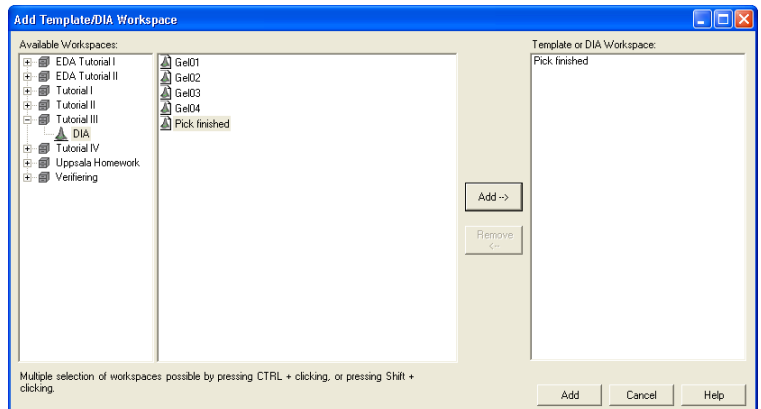 Add Template/DIA Workspace
Available Workspaces:
EDA Tutorial I
EDA Tutorial II
Tutorial I
Tutorial II
Tutorial III
DIA
Tutorial IV
Uppsala Homework
Verifiering
Gel01
Gel02
Gel03
Gel04
Pick finished
Add -->
Remove
<--
Template or DIA Workspace:
Pick finished
Multiple selection of workspaces possible by pressing CTRL + clicking, or pressing Shift +
clicking.
Add
Cancel
Help